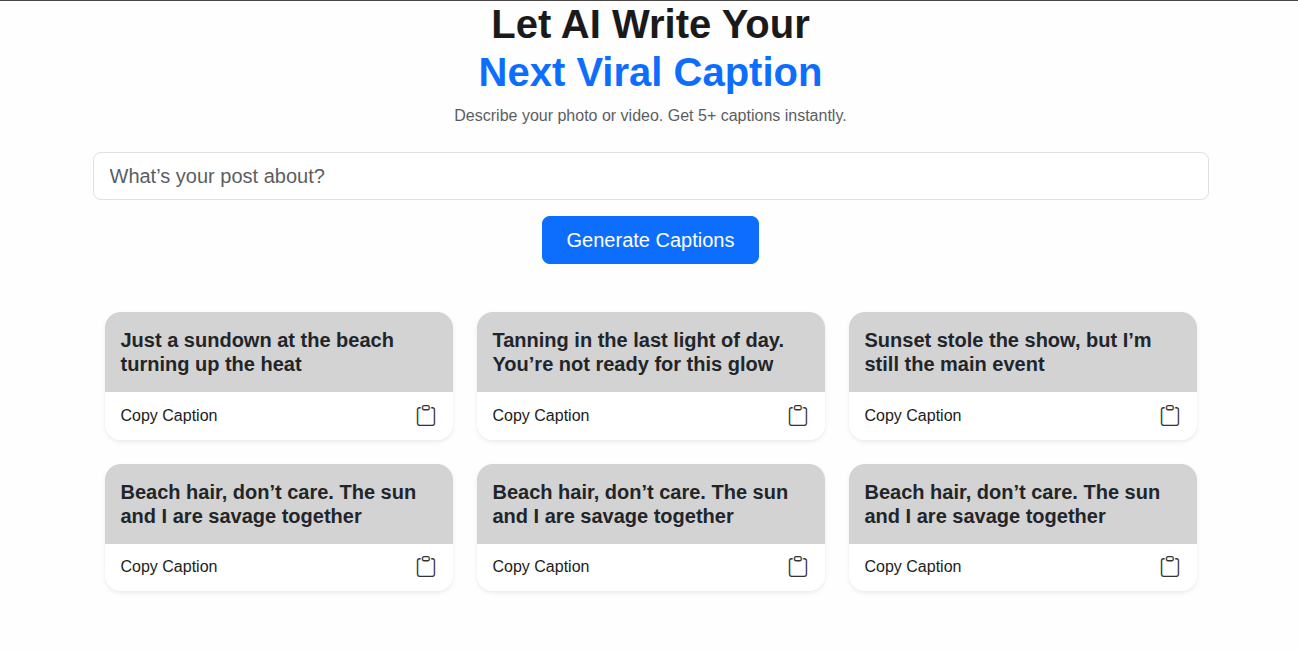 Let AI Write Your
Next Viral Caption
Describe your photo or video. Get 5+ captions instantly.
What’s your post about?
Generate Captions
Just a sundown at the beach
turning up the heat
Copy Caption
Tanning in the last light of day.
You’re not ready for this glow
Copy Caption
Sunset stole the show, but I’m
still the main event
Copy Caption
Beach hair, don’t care. The sun
and I are savage together
Copy Caption
Beach hair, don’t care. The sun
and I are savage together
Copy Caption
Beach hair, don’t care. The sun
and I are savage together
Copy Caption